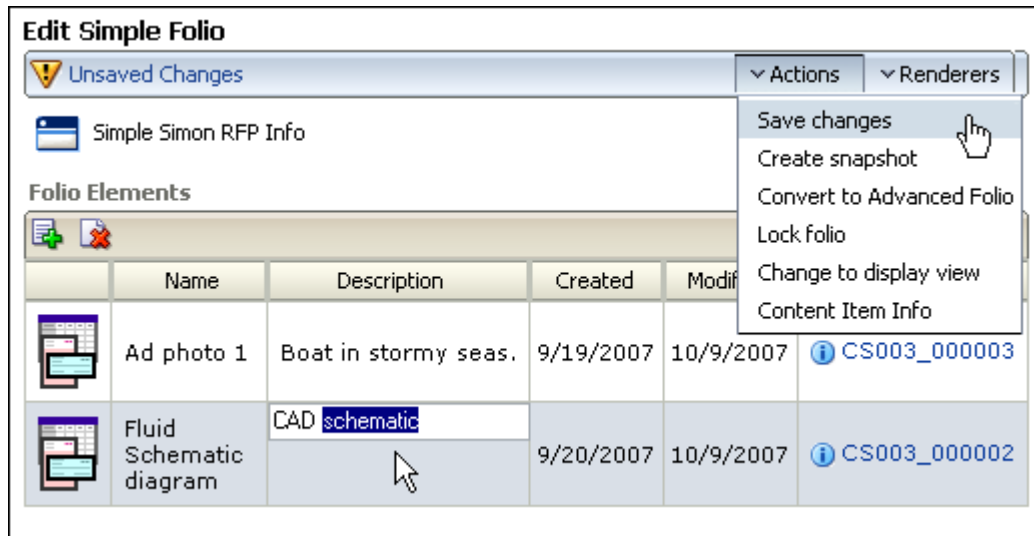 Edit Simple Folio
Unsaved Changes
Actions
Renderers
Simple Simon RFP Info
Save changes
Create snapshot
Convert to Advanced Folio
Lock folio
Change to display view
Content Item Info
Folio Elements
Name
Description
Created
Modif
Ad photo 1
Boat in stormy seas.
9/19/2007
10/9/2007
CS003_000003
Fluid
Schematic
diagram
CAD schematic
9/20/2007
10/9/2007
CS003_000002